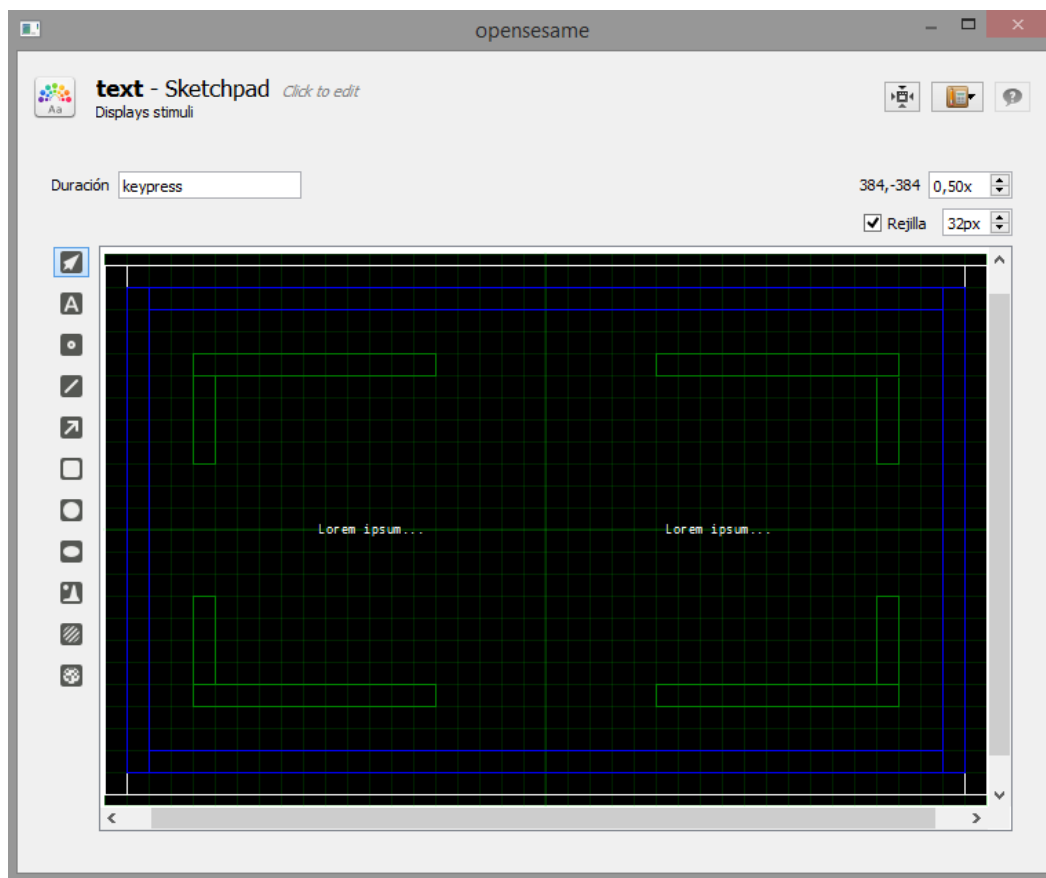 opensesame
text - Sketchpad Click to edit
Aa
Displays stimuli
Duración keypress
384,-384 0,50x
Rejilla 32px
A
Lorem ipsum... Lorem ipsum...